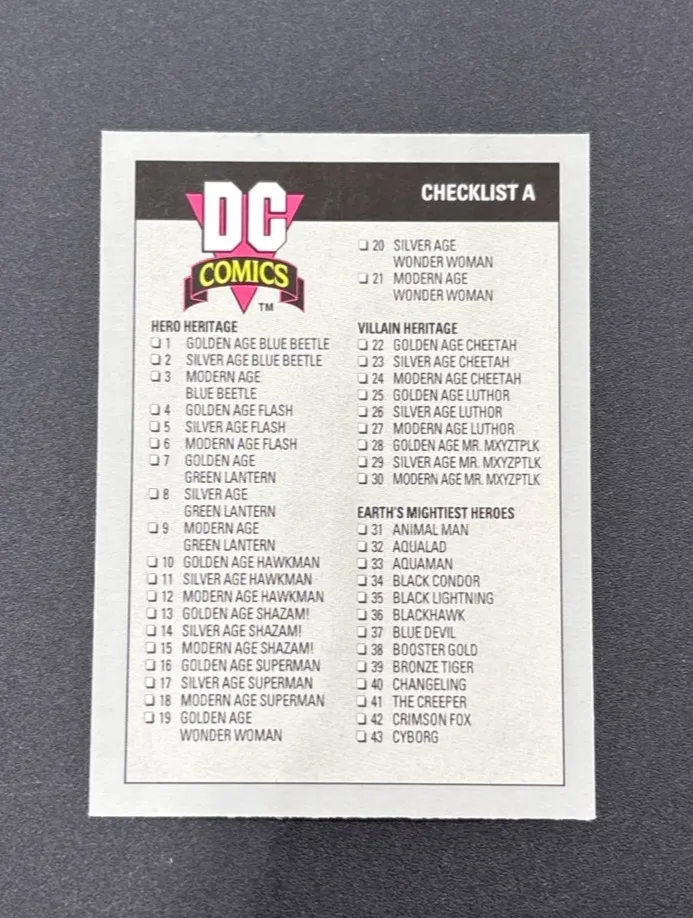 DC
COMICS
TM
CHECKLIST A
HERO HERITAGE
❏ 1 GOLDEN AGE BLUE BEETLE
❏ 2 SILVER AGE BLUE BEETLE
❏ 3 MODERN AGE
BLUE BEETLE
❏ 4 GOLDEN AGE FLASH
❏ 5 SILVER AGE FLASH
❏ 6 MODERN AGE FLASH
❏ 7 GOLDEN AGE
GREEN LANTERN
❏ 8 SILVER AGE
GREEN LANTERN
❏ 9 MODERN AGE
GREEN LANTERN
❏ 10 GOLDEN AGE HAWKMAN
❏ 11 SILVER AGE HAWKMAN
❏ 12 MODERN AGE HAWKMAN
❏ 13 GOLDEN AGE SHAZAM!
❏ 14 SILVER AGE SHAZAM!
❏ 15 MODERN AGE SHAZAM!
❏ 16 GOLDEN AGE SUPERMAN
❏ 17 SILVER AGE SUPERMAN
❏ 18 MODERN AGE SUPERMAN
❏ 19 GOLDEN AGE
WONDER WOMAN
❏ 20 SILVER AGE
WONDER WOMAN
❏ 21 MODERN AGE
WONDER WOMAN
VILLAIN HERITAGE
❏ 22 GOLDEN AGE CHEETAH
❏ 23 SILVER AGE CHEETAH
❏ 24 MODERN AGE CHEETAH
❏ 25 GOLDEN AGE LUTHOR
❏ 26 SILVER AGE LUTHOR
❏ 27 MODERN AGE LUTHOR
❏ 28 GOLDEN AGE MR. MXYZTPLK
❏ 29 SILVER AGE MR. MXYZPTLK
❏ 30 MODERN AGE MR. MXYZPTLK
EARTH'S MIGHTIEST HEROES
❏ 31 ANIMAL MAN
❏ 32 AQUALAD
❏ 33 AQUAMAN
❏ 34 BLACK CONDOR
❏ 35 BLACK LIGHTNING
❏ 36 BLACKHAWK
❏ 37 BLUE DEVIL
❏ 38 BOOSTER GOLD
❏ 39 BRONZE TIGER
❏ 40 CHANGELING
❏ 41 THE CREEPER
❏ 42 CRIMSON FOX
❏ 43 CYBORG